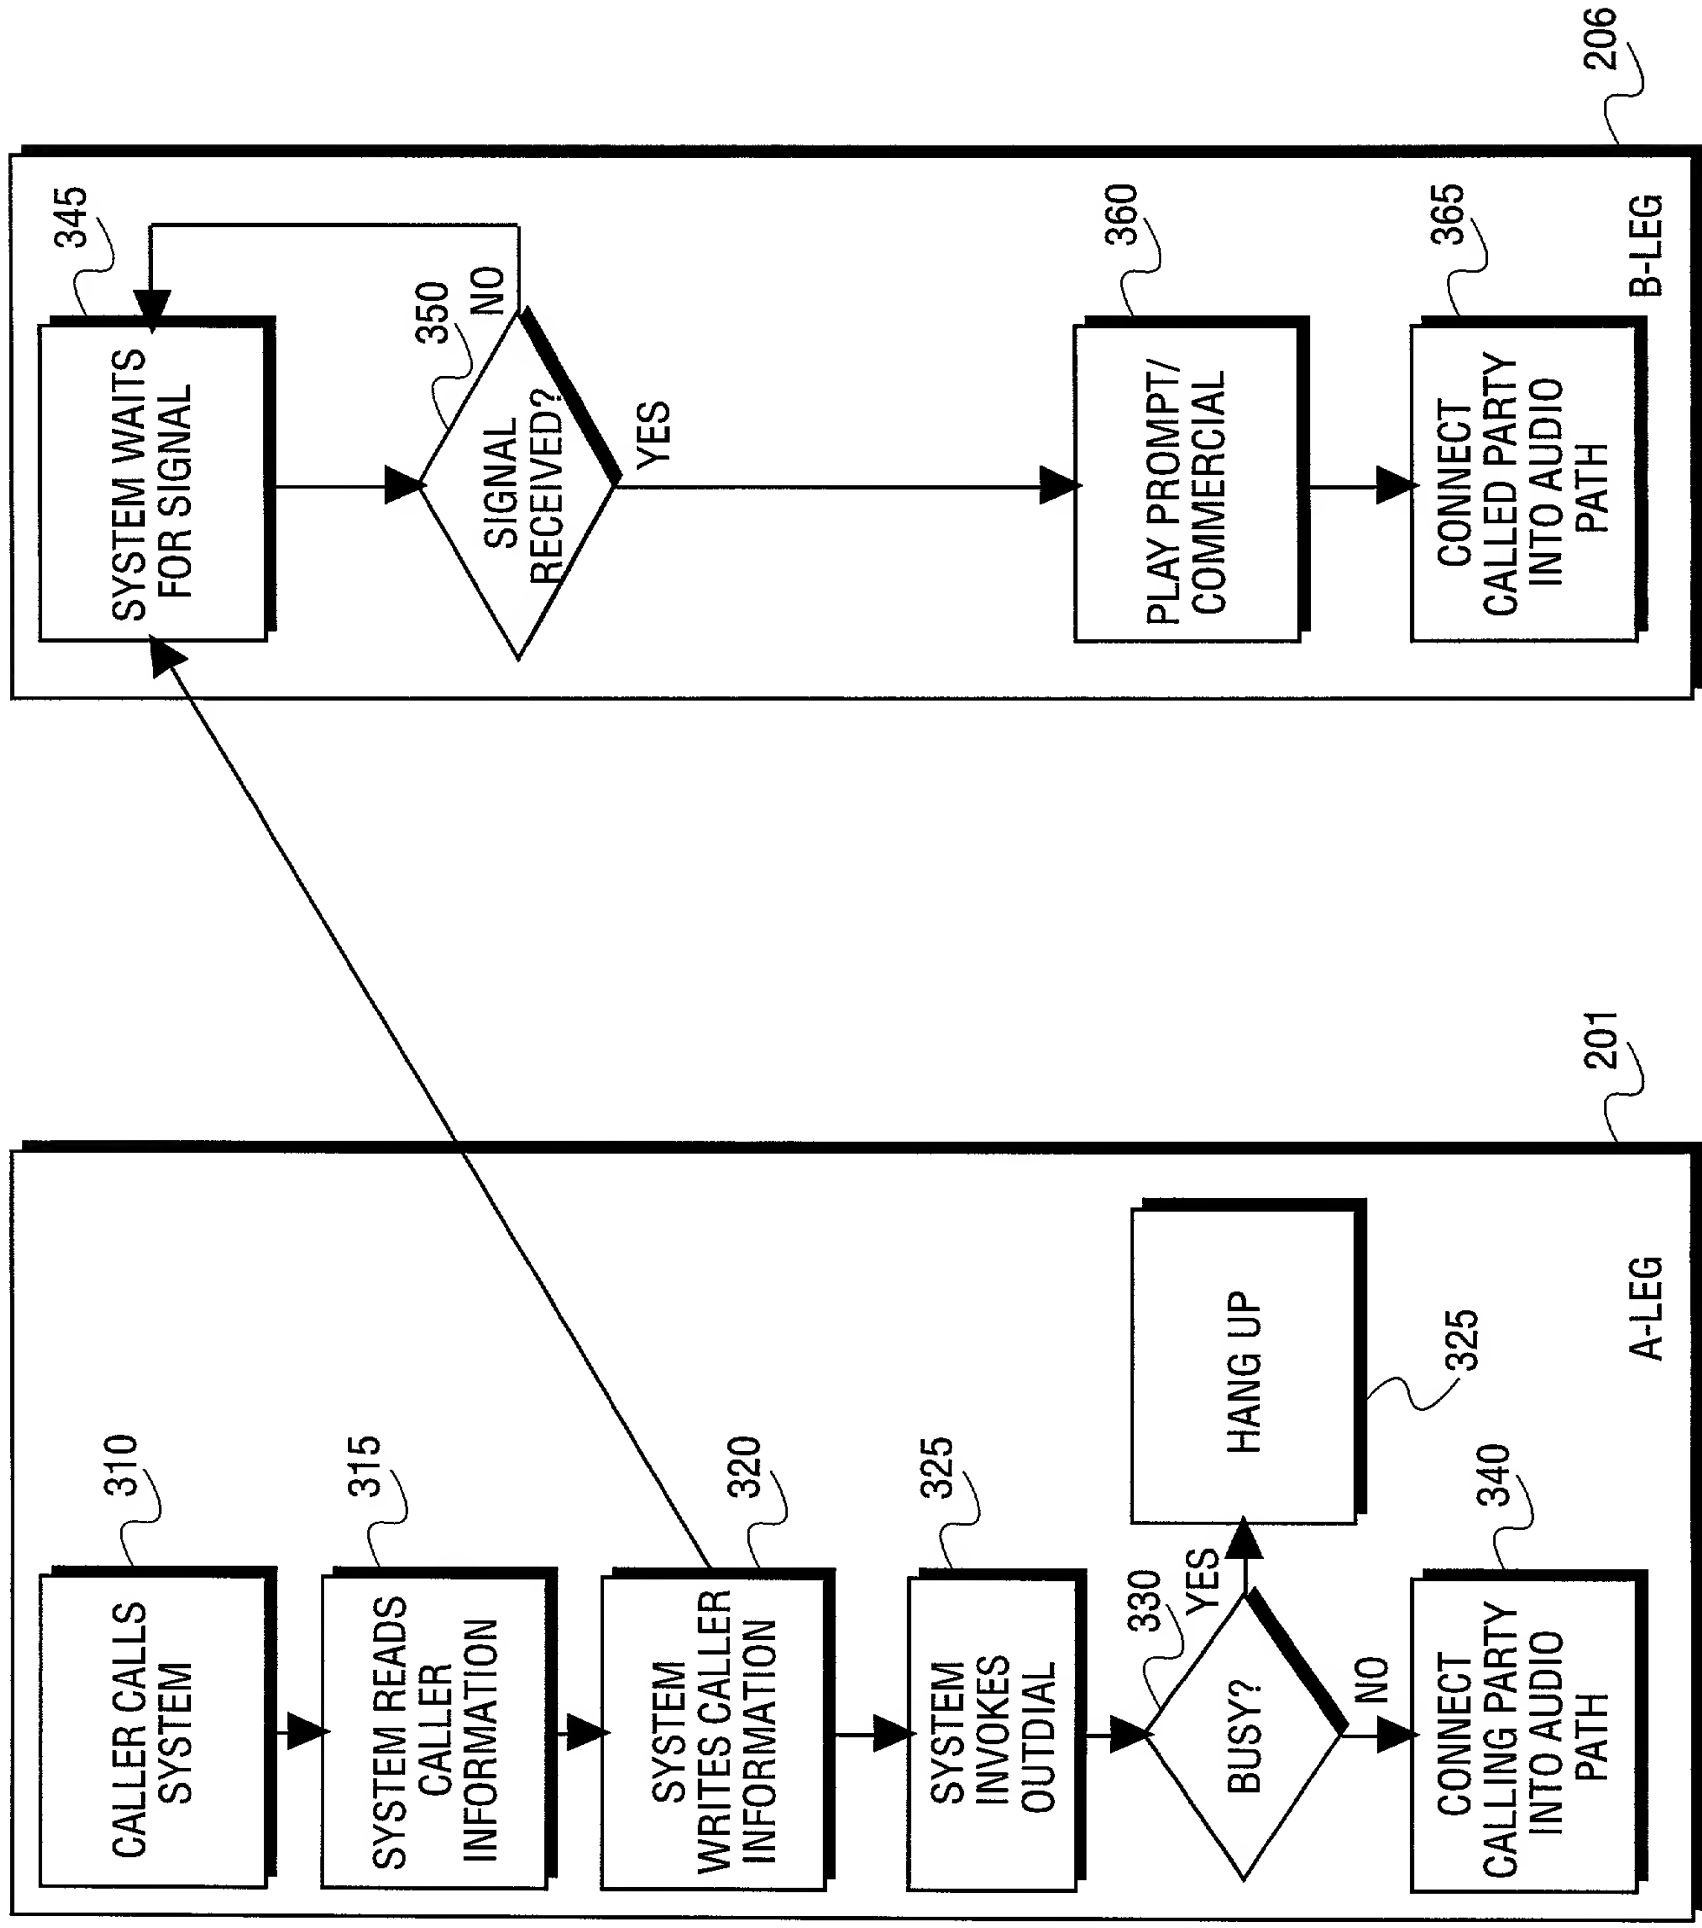 310
CALLER CALLS
SYSTEM
315
SYSTEM READS
CALLER
INFORMATION
320
SYSTEM
WRITES CALLER
INFORMATION
325
SYSTEM
INVOKES
OUTDIAL
330
BUSY?
YES
HANG UP
325
NO
340
CONNECT
CALLING PARTY
INTO AUDIO
PATH
A-LEG
201
345
SYSTEM WAITS
FOR SIGNAL
350
NO
SIGNAL
RECEIVED?
YES
360
PLAY PROMPT/
COMMERCIAL
365
CONNECT
CALLED PARTY
INTO AUDIO
PATH
B-LEG
206